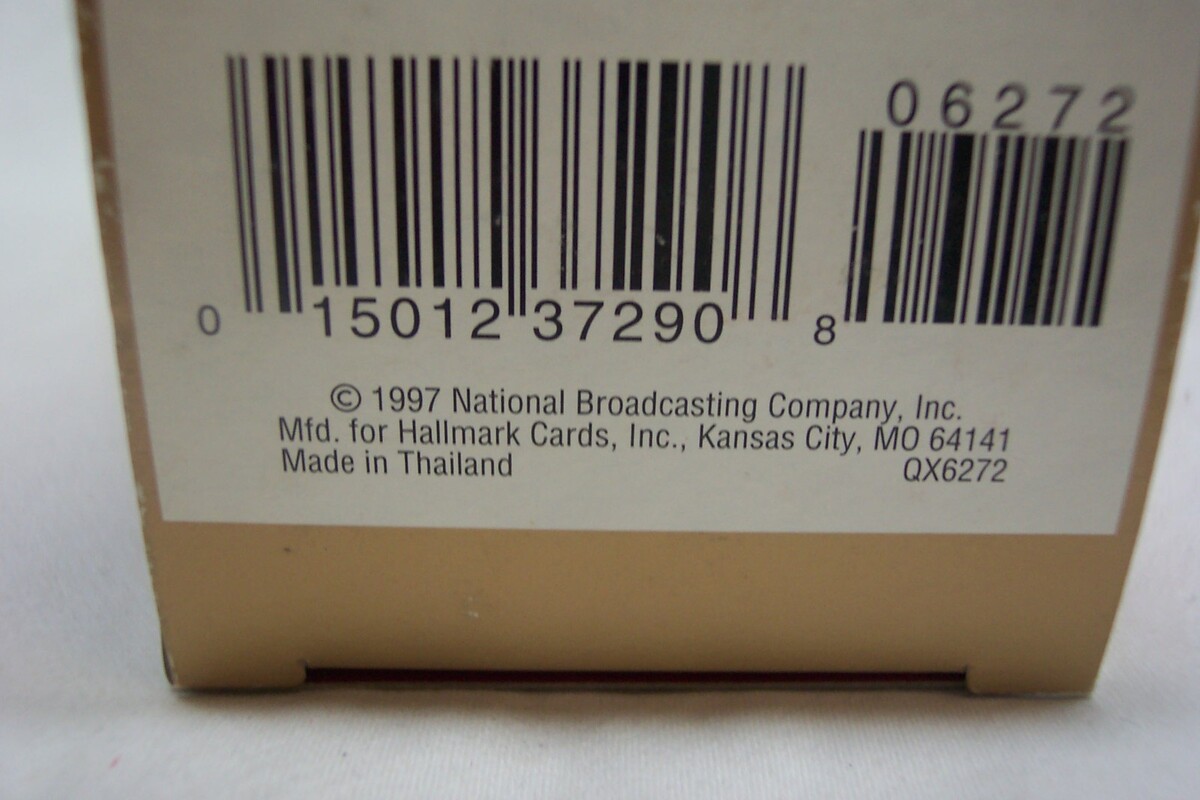 06272
0 15012 37290 8
© 1997 National Broadcasting Company, Inc.
Mfd. for Hallmark Cards, Inc., Kansas City, MO 64141
Made in Thailand QX6272